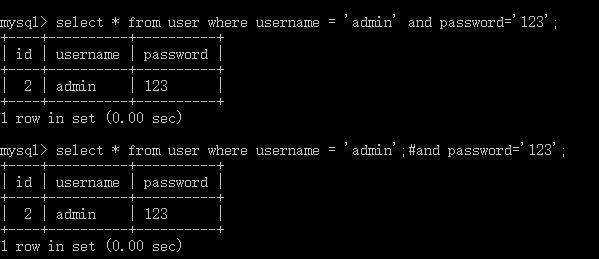 mysql> select * from user where username = 'admin' and password='123';
+----+----------+----------+
| id | username | password |
+----+----------+----------+
|  2 | admin    | 123      |
+----+----------+----------+
1 row in set (0.00 sec)
mysql> select * from user where username = 'admin';#and password='123';
+----+----------+----------+
| id | username | password |
+----+----------+----------+
|  2 | admin    | 123      |
+----+----------+----------+
1 row in set (0.00 sec)